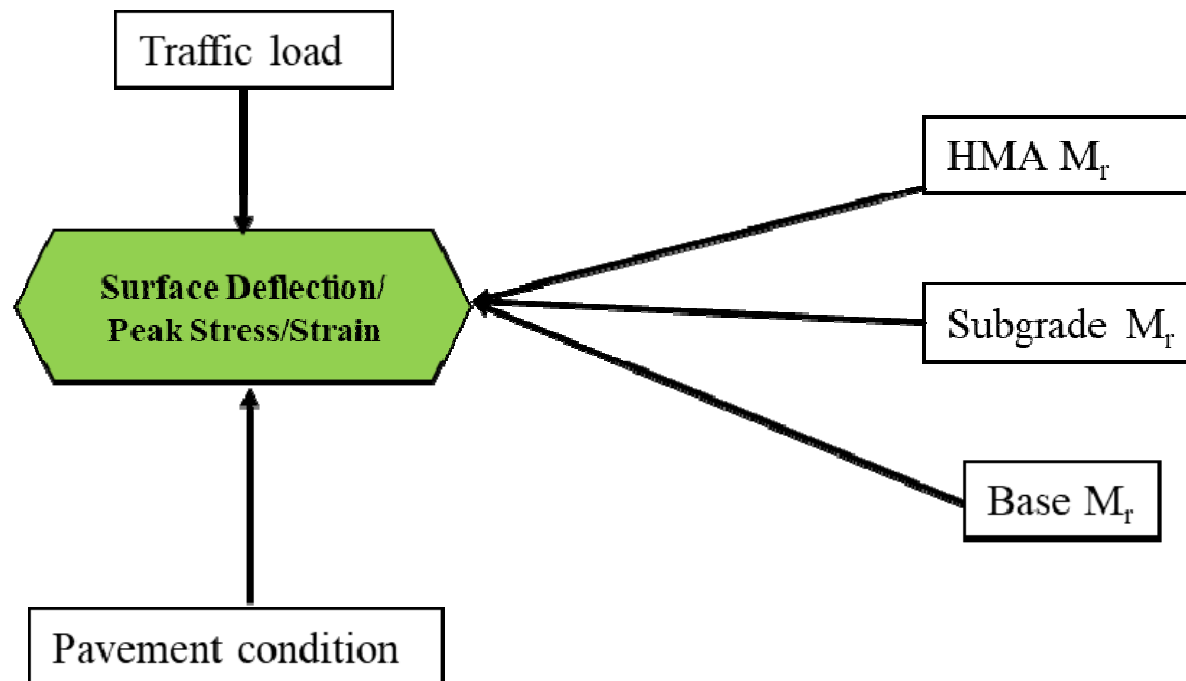 Traffic load
HMA Mr
Surface Deflection/
Peak Stress/Strain
Subgrade Mr
Base Mr
Pavement condition